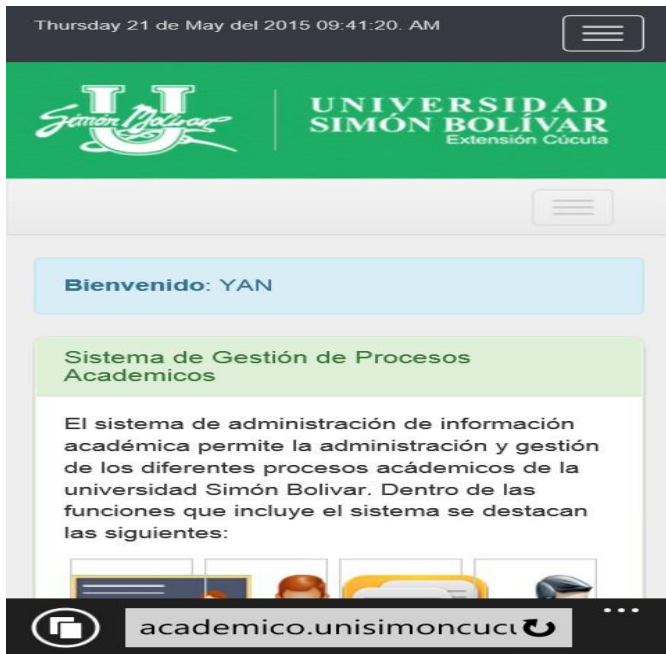 Thursday 21 de May del 2015 09:41:20. AM
Simón Bolívar
U
UNIVERSIDAD
SIMÓN BOLÍVAR
Extensión Cúcuta
Bienvenido: YAN
Sistema de Gestión de Procesos
Academicos
El sistema de administración de información
académica permite la administración y gestión
de los diferentes procesos acádemicos de la
universidad Simón Bolivar. Dentro de las
funciones que incluye el sistema se destacan
las siguientes:
academico.unisimoncucu
...